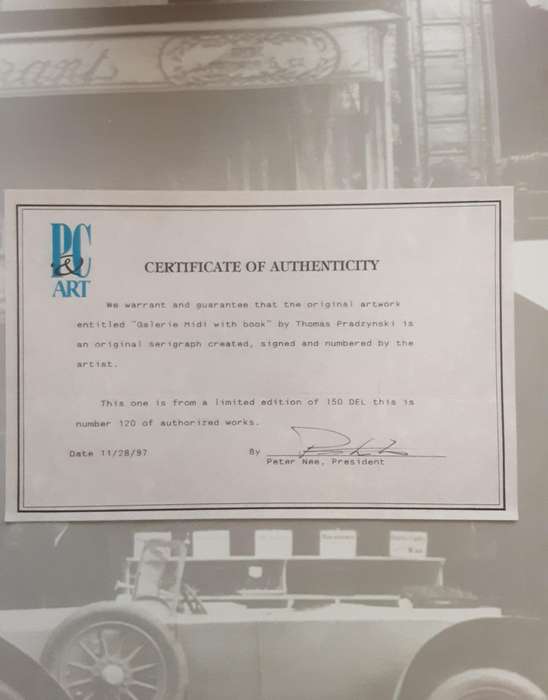 P&C
ART
CERTIFICATE OF AUTHENTICITY
We warrant and guarantee that the original artwork
entitled "Galerie Midi with book" by Thomas Pradzynski is
an original serigraph created, signed and numbered by the
artist.
This one is from a limited edition of 150 DEL this is
number 120 of authorized works.
Date 11/28/97
By
Peter Nee, President